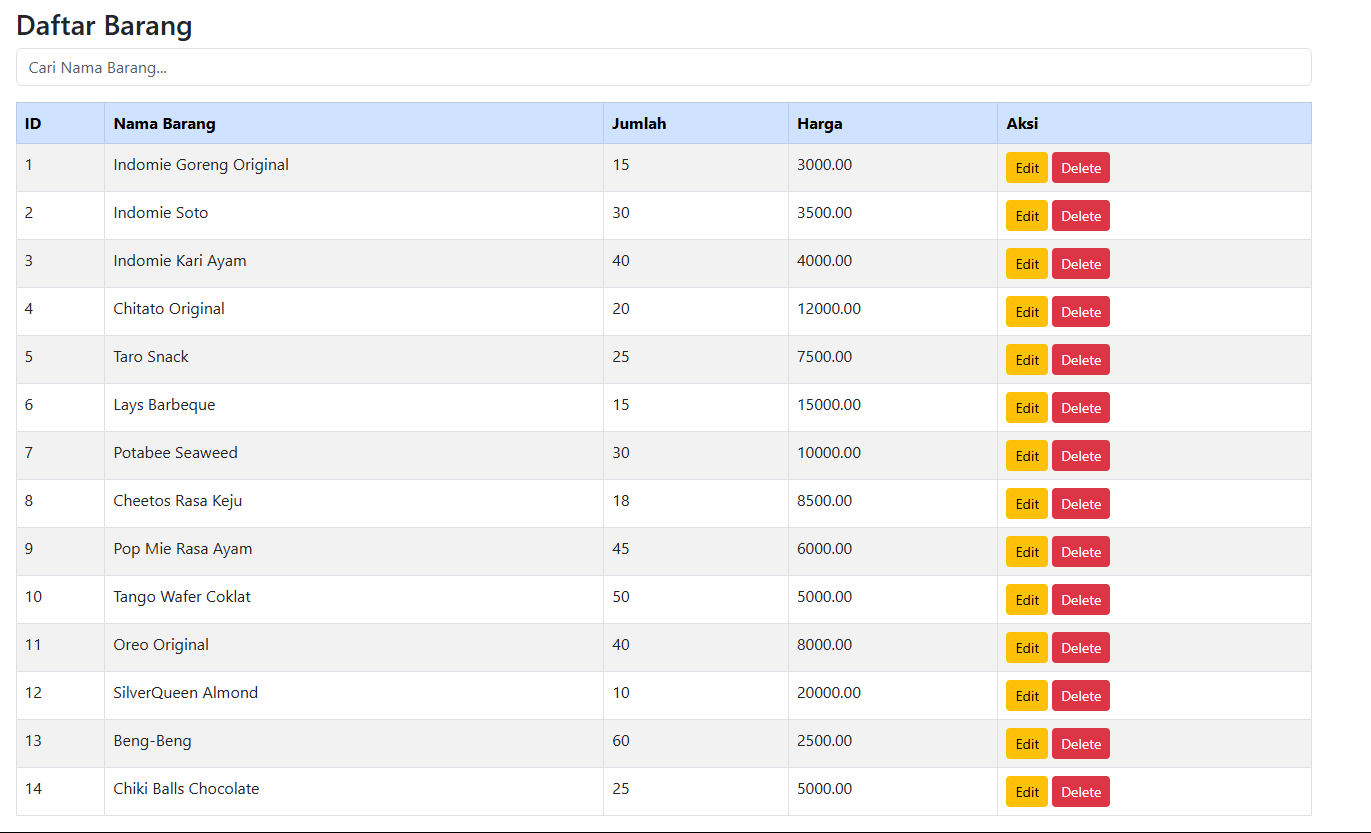 Daftar Barang
Cari Nama Barang...
ID Nama Barang Jumlah Harga Aksi
1 Indomie Goreng Original 15 3000.00 Edit Delete
2 Indomie Soto 30 3500.00 Edit Delete
3 Indomie Kari Ayam 40 4000.00 Edit Delete
4 Chitato Original 20 12000.00 Edit Delete
5 Taro Snack 25 7500.00 Edit Delete
6 Lays Barbeque 15 15000.00 Edit Delete
7 Potabee Seaweed 30 10000.00 Edit Delete
8 Cheetos Rasa Keju 18 8500.00 Edit Delete
9 Pop Mie Rasa Ayam 45 6000.00 Edit Delete
10 Tango Wafer Coklat 50 5000.00 Edit Delete
11 Oreo Original 40 8000.00 Edit Delete
12 SilverQueen Almond 10 20000.00 Edit Delete
13 Beng-Beng 60 2500.00 Edit Delete
14 Chiki Balls Chocolate 25 5000.00 Edit Delete